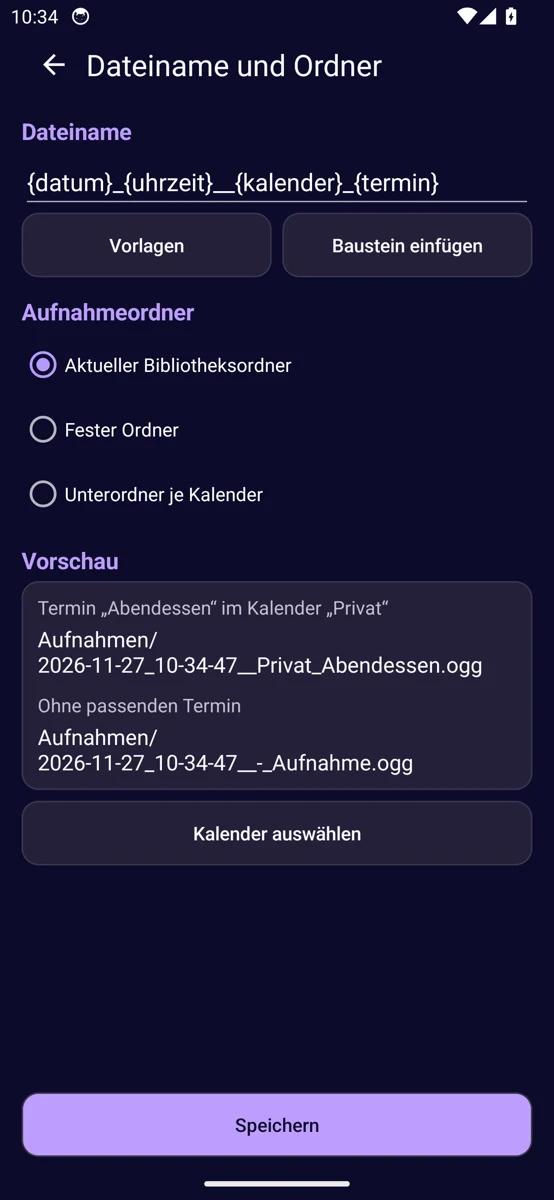 10:34
Dateiname und Ordner
Dateiname
{datum}_{uhrzeit}__{kalender}_{termin}
Vorlagen
Baustein einfügen
Aufnahmeordner
Aktueller Bibliotheksordner
Fester Ordner
Unterordner je Kalender
Vorschau
Termin „Abendessen“ im Kalender „Privat“
Aufnahmen/
2026-11-27_10-34-47__Privat_Abendessen.ogg
Ohne passenden Termin
Aufnahmen/
2026-11-27_10-34-47__-_Aufnahme.ogg
Kalender auswählen
Speichern